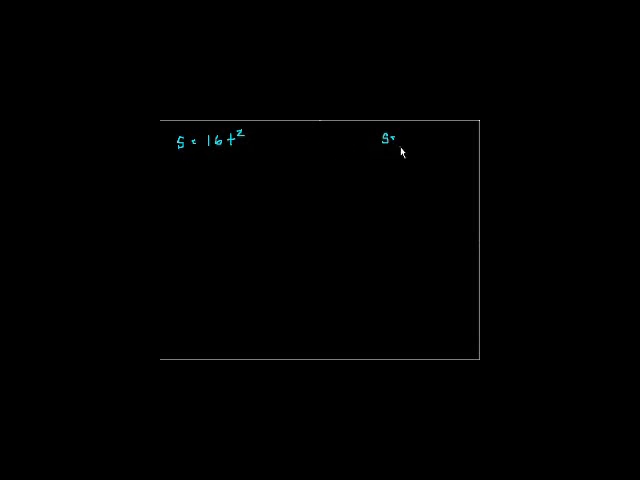 s = 16t²
s =